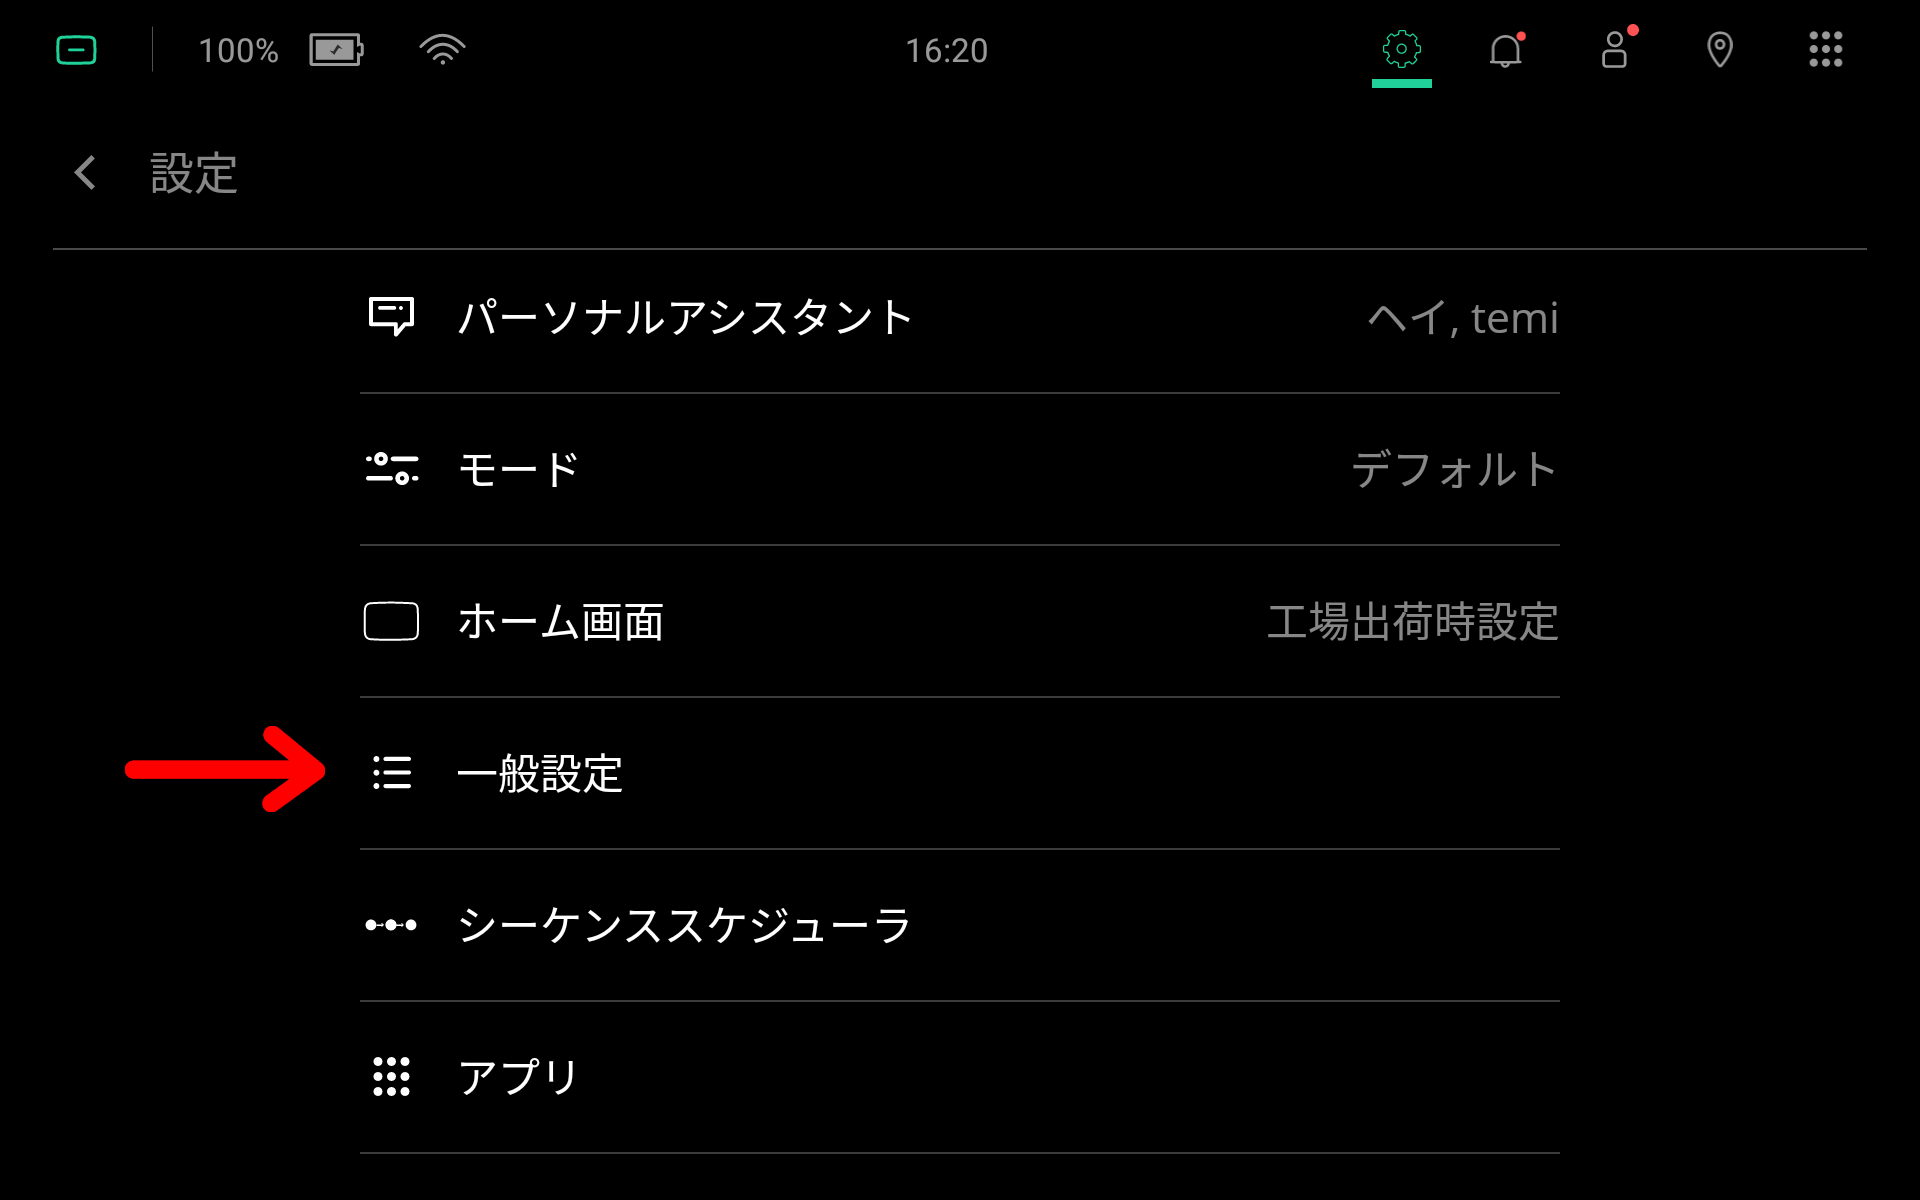 100%
16:20
設定
パーソナルアシスタント ヘイ, temi
モード デフォルト
ホーム画面 工場出荷時設定
一般設定
シーケンススケジューラ
アプリ